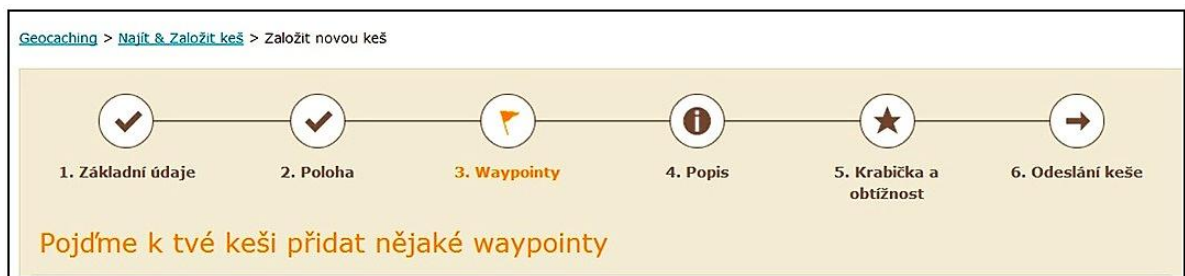 Geocaching > Najít & Založit keš > Založit novou keš
1. Základní údaje
2. Poloha
3. Waypointy
4. Popis
5. Krabička a
obtížnost
6. Odeslání keše
Pojďme k tvé keši přidat nějaké waypointy